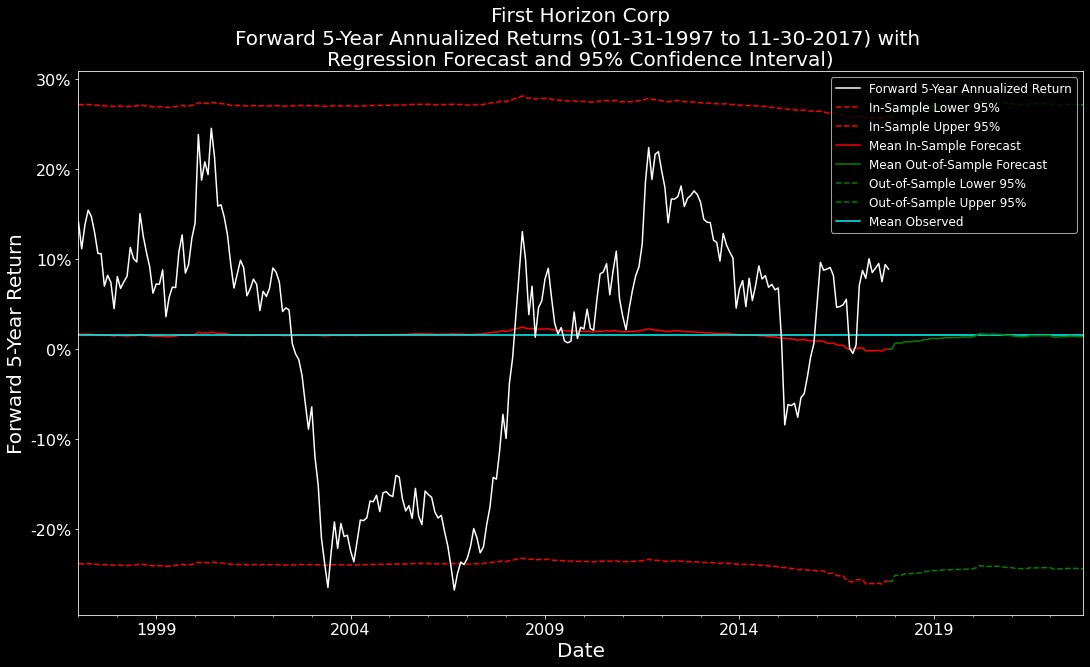 First Horizon Corp
Forward 5-Year Annualized Returns (01-31-1997 to 11-30-2017) with
Regression Forecast and 95% Confidence Interval)
30%
20%
10%
0%
-10%
-20%
Forward 5-Year Return
Forward 5-Year Annualized Return
In-Sample Lower 95%
In-Sample Upper 95%
Mean In-Sample Forecast
Mean Out-of-Sample Forecast
Out-of-Sample Lower 95%
Out-of-Sample Upper 95%
Mean Observed
1999
2004
2009
2014
2019
Date